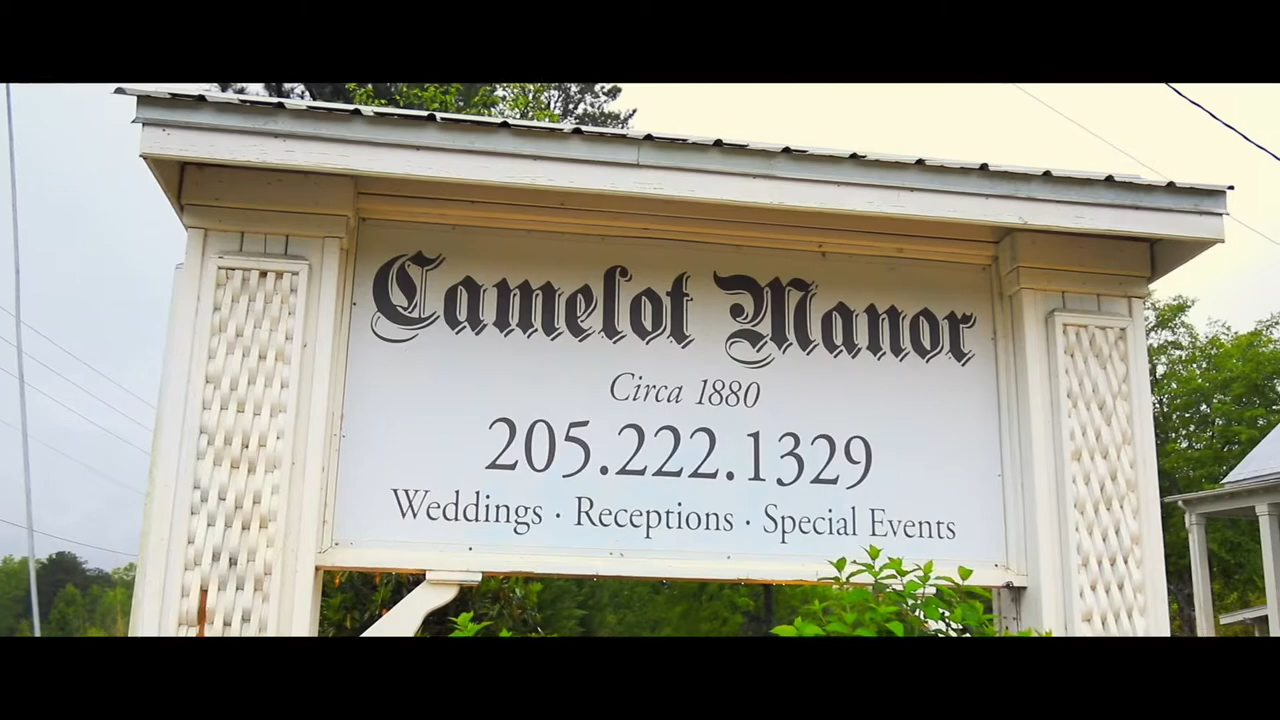 Camelot Manor
Circa 1880
205.222.1329
Weddings · Receptions · Special Events